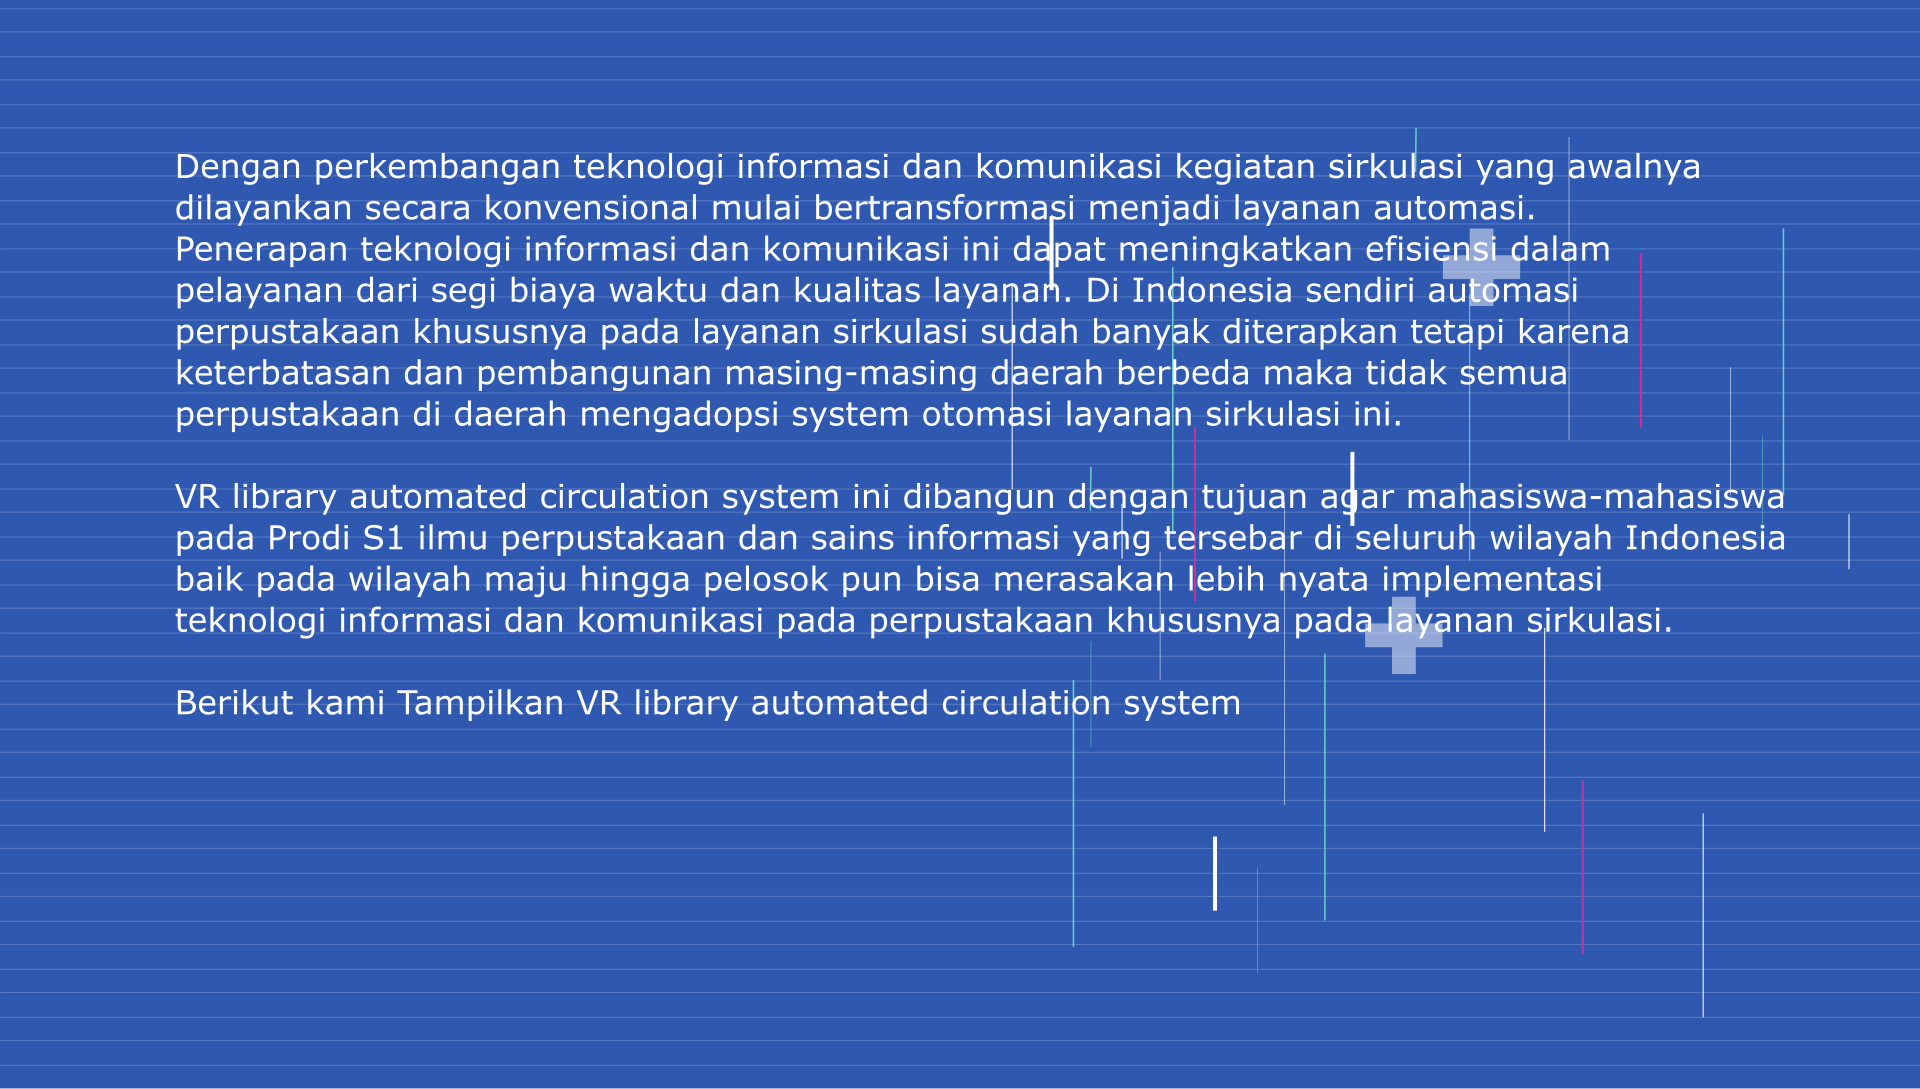 Dengan perkembangan teknologi informasi dan komunikasi kegiatan sirkulasi yang awalnya
dilayankan secara konvensional mulai bertransformasi menjadi layanan automasi.
Penerapan teknologi informasi dan komunikasi ini dapat meningkatkan efisiensi dalam
pelayanan dari segi biaya waktu dan kualitas layanan. Di Indonesia sendiri automasi
perpustakaan khususnya pada layanan sirkulasi sudah banyak diterapkan tetapi karena
keterbatasan dan pembangunan masing-masing daerah berbeda maka tidak semua
perpustakaan di daerah mengadopsi system otomasi layanan sirkulasi ini.
VR library automated circulation system ini dibangun dengan tujuan agar mahasiswa-mahasiswa
pada Prodi S1 ilmu perpustakaan dan sains informasi yang tersebar di seluruh wilayah Indonesia
baik pada wilayah maju hingga pelosok pun bisa merasakan lebih nyata implementasi
teknologi informasi dan komunikasi pada perpustakaan khususnya pada layanan sirkulasi.
Berikut kami Tampilkan VR library automated circulation system